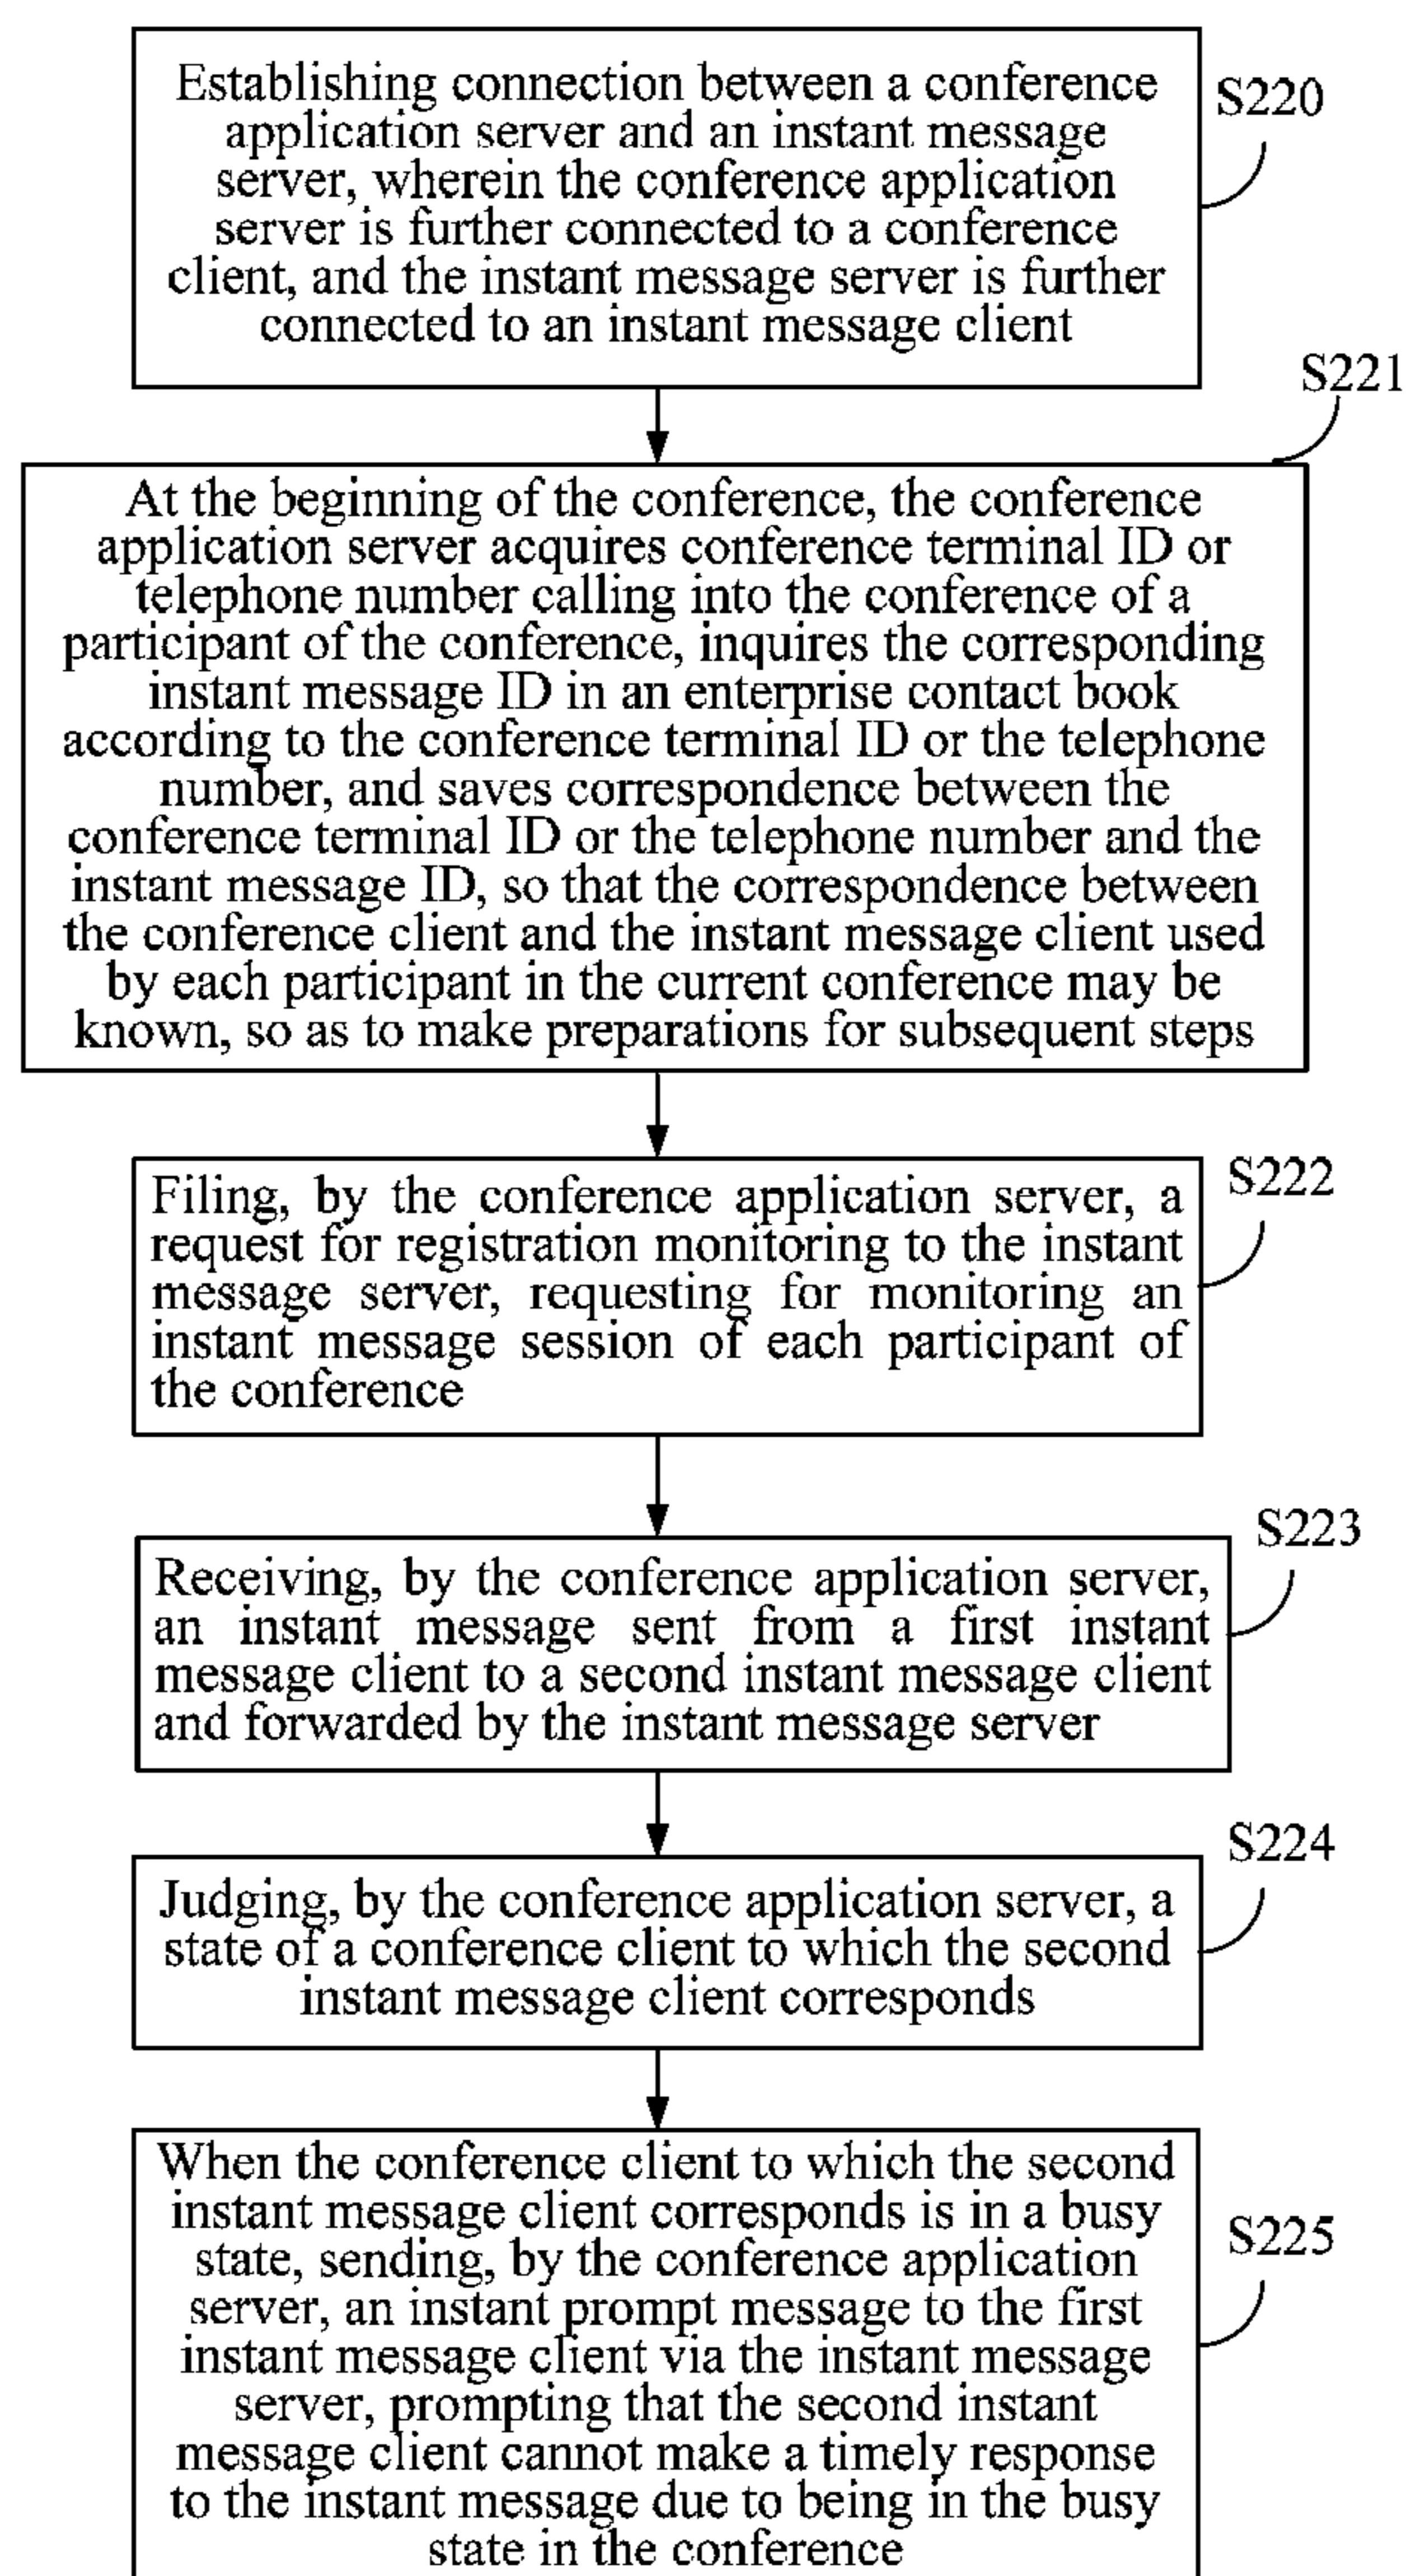 Establishing connection between a conference
application server and an instant message
server, wherein the conference application
server is further connected to a conference
client, and the instant message server is further
connected to an instant message client
S220
S221
At the beginning of the conference, the conference
application server acquires conference terminal ID or
telephone number calling into the conference of a
participant of the conference, inquires the corresponding
instant message ID in an enterprise contact book
according to the conference terminal ID or the telephone
number, and saves correspondence between the
conference terminal ID or the telephone number and the
instant message ID, so that the correspondence between
the conference client and the instant message client used
by each participant in the current conference may be
known, so as to make preparations for subsequent steps
S222
Filing, by the conference application server, a
request for registration monitoring to the instant
message server, requesting for monitoring an
instant message session of each participant of
the conference
S223
Receiving, by the conference application server,
an instant message sent from a first instant
message client to a second instant message client
and forwarded by the instant message server
S224
Judging, by the conference application server, a
state of a conference client to which the second
instant message client corresponds
When the conference client to which the second
instant message client corresponds is in a busy
state, sending, by the conference application
server, an instant prompt message to the first
instant message client via the instant message
server, prompting that the second instant
message client cannot make a timely response
to the instant message due to being in the busy
state in the conference
S225